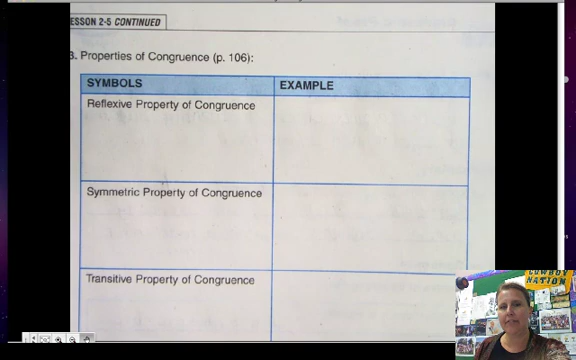 ESSON 2-5 CONTINUED
3. Properties of Congruence (p. 106):
SYMBOLS
EXAMPLE
Reflexive Property of Congruence
Symmetric Property of Congruence
Transitive Property of Congruence
COWBOY
NATION